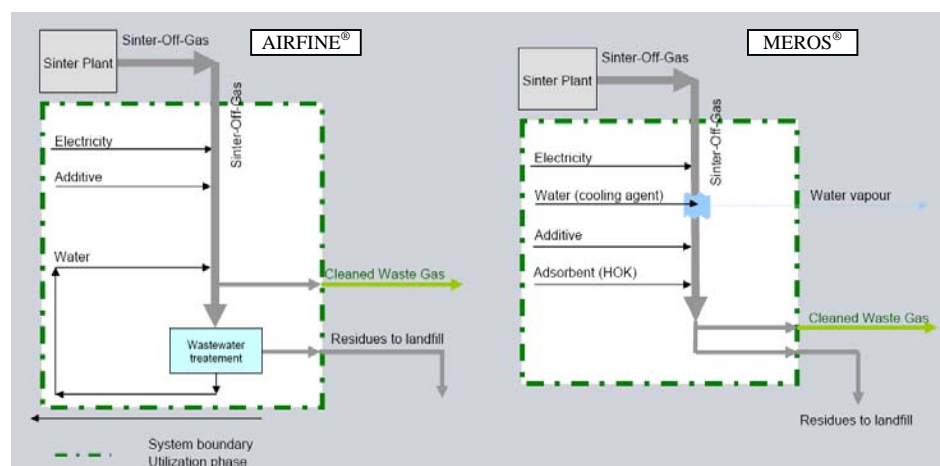 AIRFINE®
Sinter-Off-Gas
Sinter Plant
Sinter-Off-Gas
Electricity
Additive
Water
Cleaned Waste Gas
Wastewater
treatement
Residues to landfill
System boundary
Utilization phase
MEROS®
Sinter-Off-Gas
Sinter Plant
Sinter-Off-Gas
Electricity
Water (cooling agent)
Water vapour
Additive
Adsorbent (HOK)
Cleaned Waste Gas
Residues to landfill